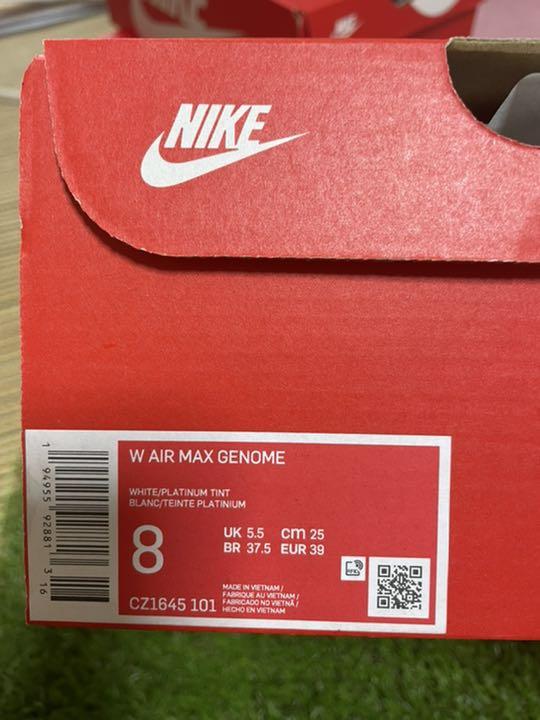 NIKE
W AIR MAX GENOME
WHITE/PLATINUM TINT
BLANC/TEINTE PLATINIUM
8
UK 5.5 cm 25
BR 37.5 EUR 39
CZ1645 101
MADE IN VIETNAM /
FABRIQUE AU VIETNAM /
FABRICADO NO VIETNÃ /
HECHO EN VIETNAM
1 94955 92881 3 16